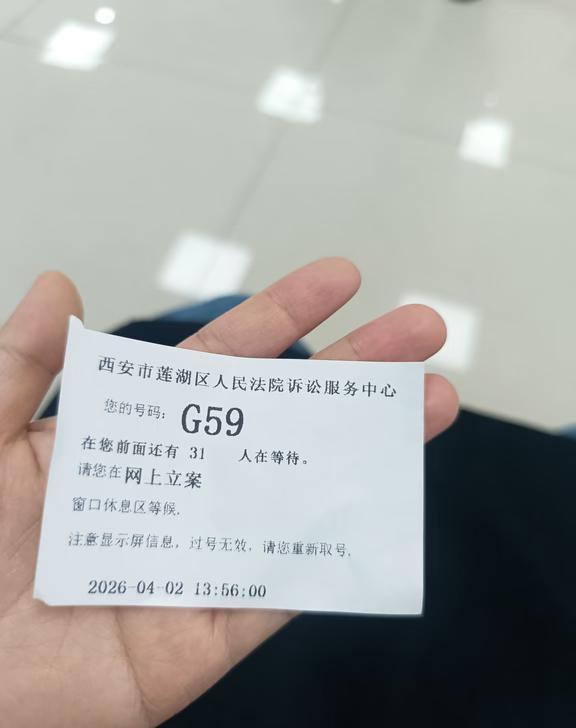 西安市莲湖区人民法院诉讼服务中心
您的号码： G59
在您前面还有 31 人在等待。
请您在 网上立案
窗口休息区等候.
注意显示屏信息，过号无效，请您重新取号.
2026-04-02 13:56:00